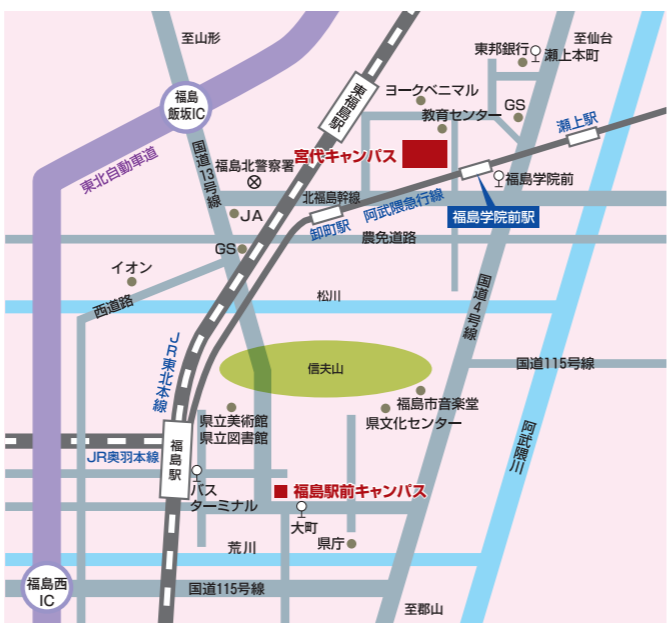 至山形
至仙台
東邦銀行
瀬上本町
ヨークベニマル
GS
教育センター
瀬上駅
福島
飯坂IC
東福島駅
宮代キャンパス
東北自動車道
国道13号線
福島北警察署
福島学院前
北福島幹線
阿武隈急行線
福島学院前駅
JA
卸町駅
農免道路
GS
イオン
西道路
松川
国道4号線
JR東北本線
信夫山
国道115号線
福島市音楽堂
県文化センター
県立美術館
県立図書館
阿武隈川
JR奥羽本線
福島駅
バス
ターミナル
福島駅前キャンパス
大町
県庁
荒川
福島西
IC
国道115号線
至郡山